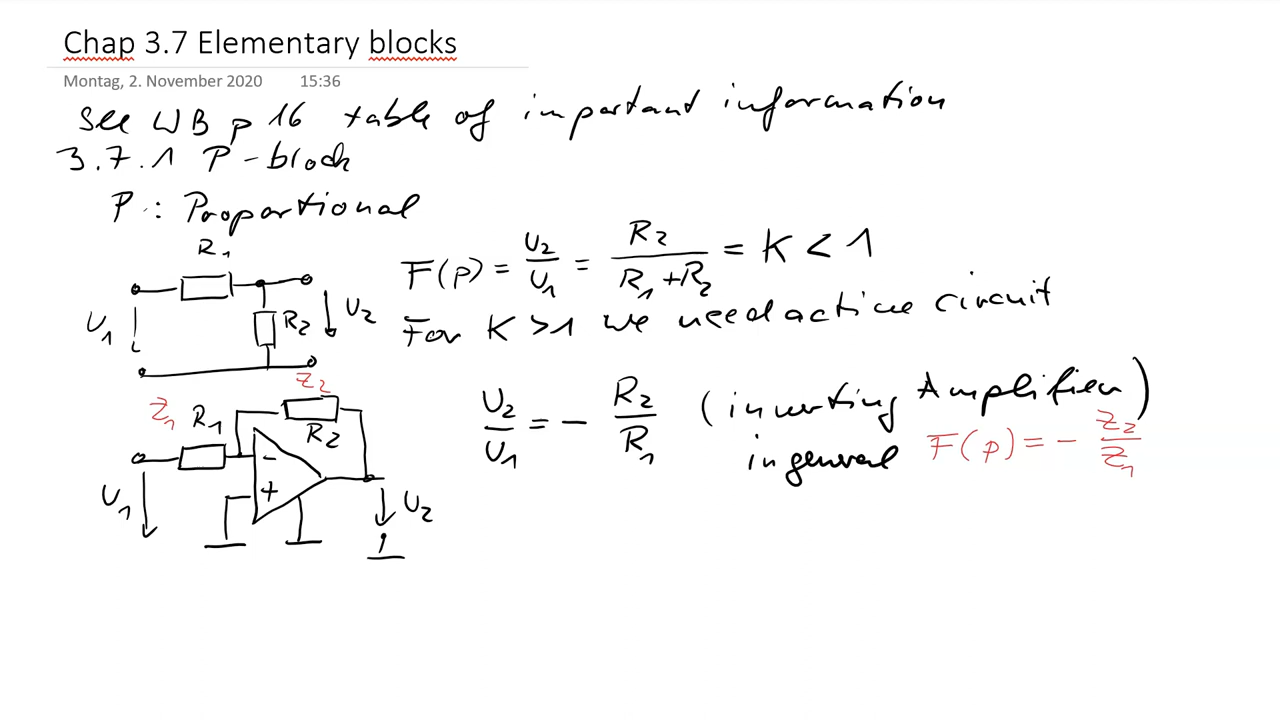 Chap 3.7 Elementary blocks
Montag, 2. November 2020 15:36
See WB p 16 table of important information
3.7.1 P-block
P : Proportional
R1
U1
R2
U2
F(p) = U2/U1 = R2/(R1+R2) = K < 1
For K > 1 we need active circuit
Z2
Z1
R1
R2
-
+
U1
U2
U2/U1 = - R2/R1 (inverting Amplifier)
in general F(p) = - Z2/Z1